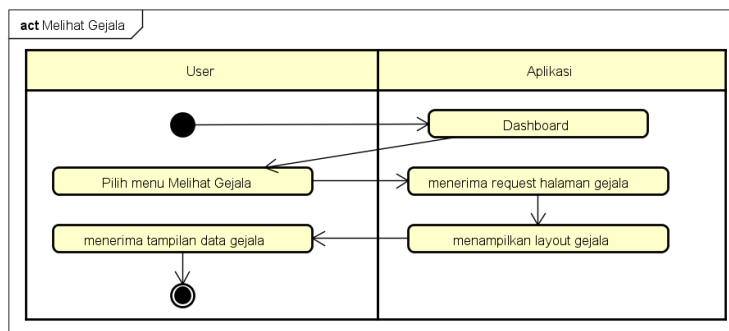 act Melihat Gejala
User
Aplikasi
Dashboard
Pilih menu Melihat Gejala
menerima request halaman gejala
menerima tampilan data gejala
menampilkan layout gejala